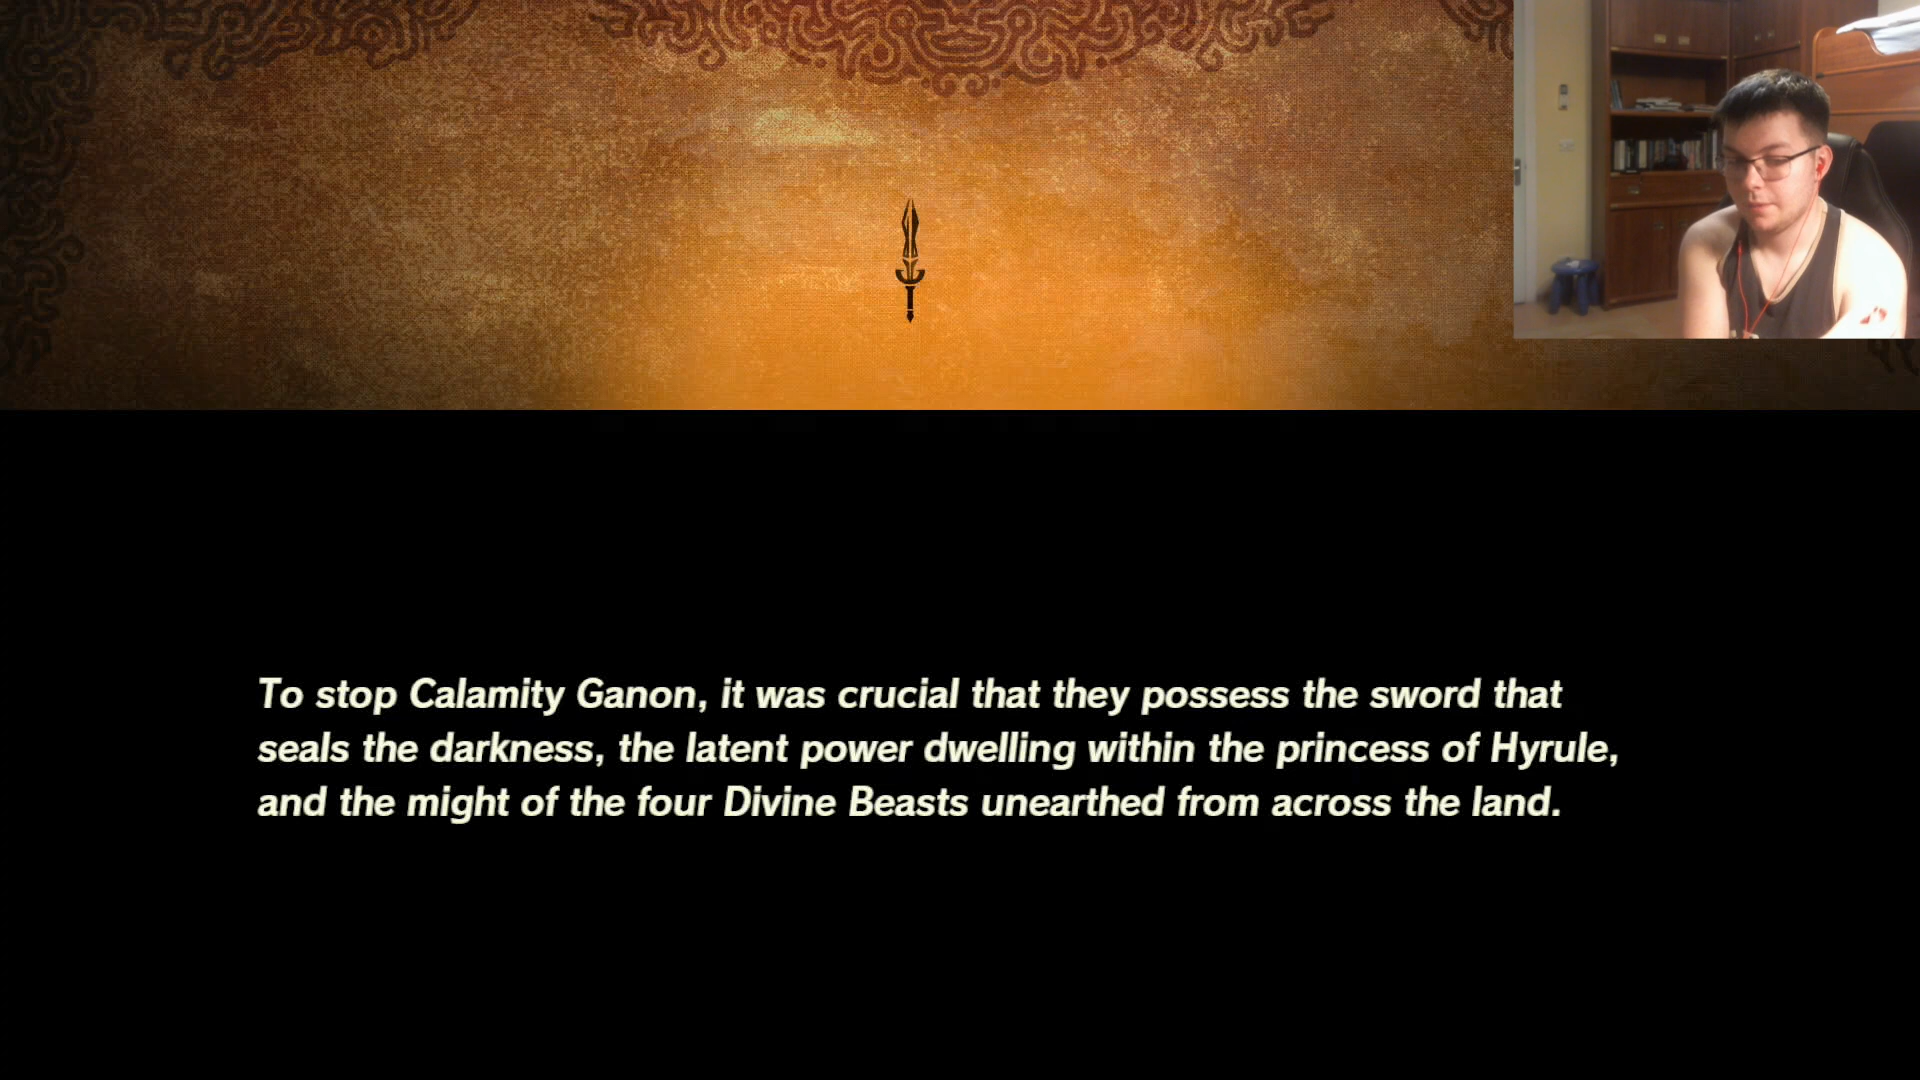 To stop Calamity Ganon, it was crucial that they possess the sword that
seals the darkness, the latent power dwelling within the princess of Hyrule,
and the might of the four Divine Beasts unearthed from across the land.